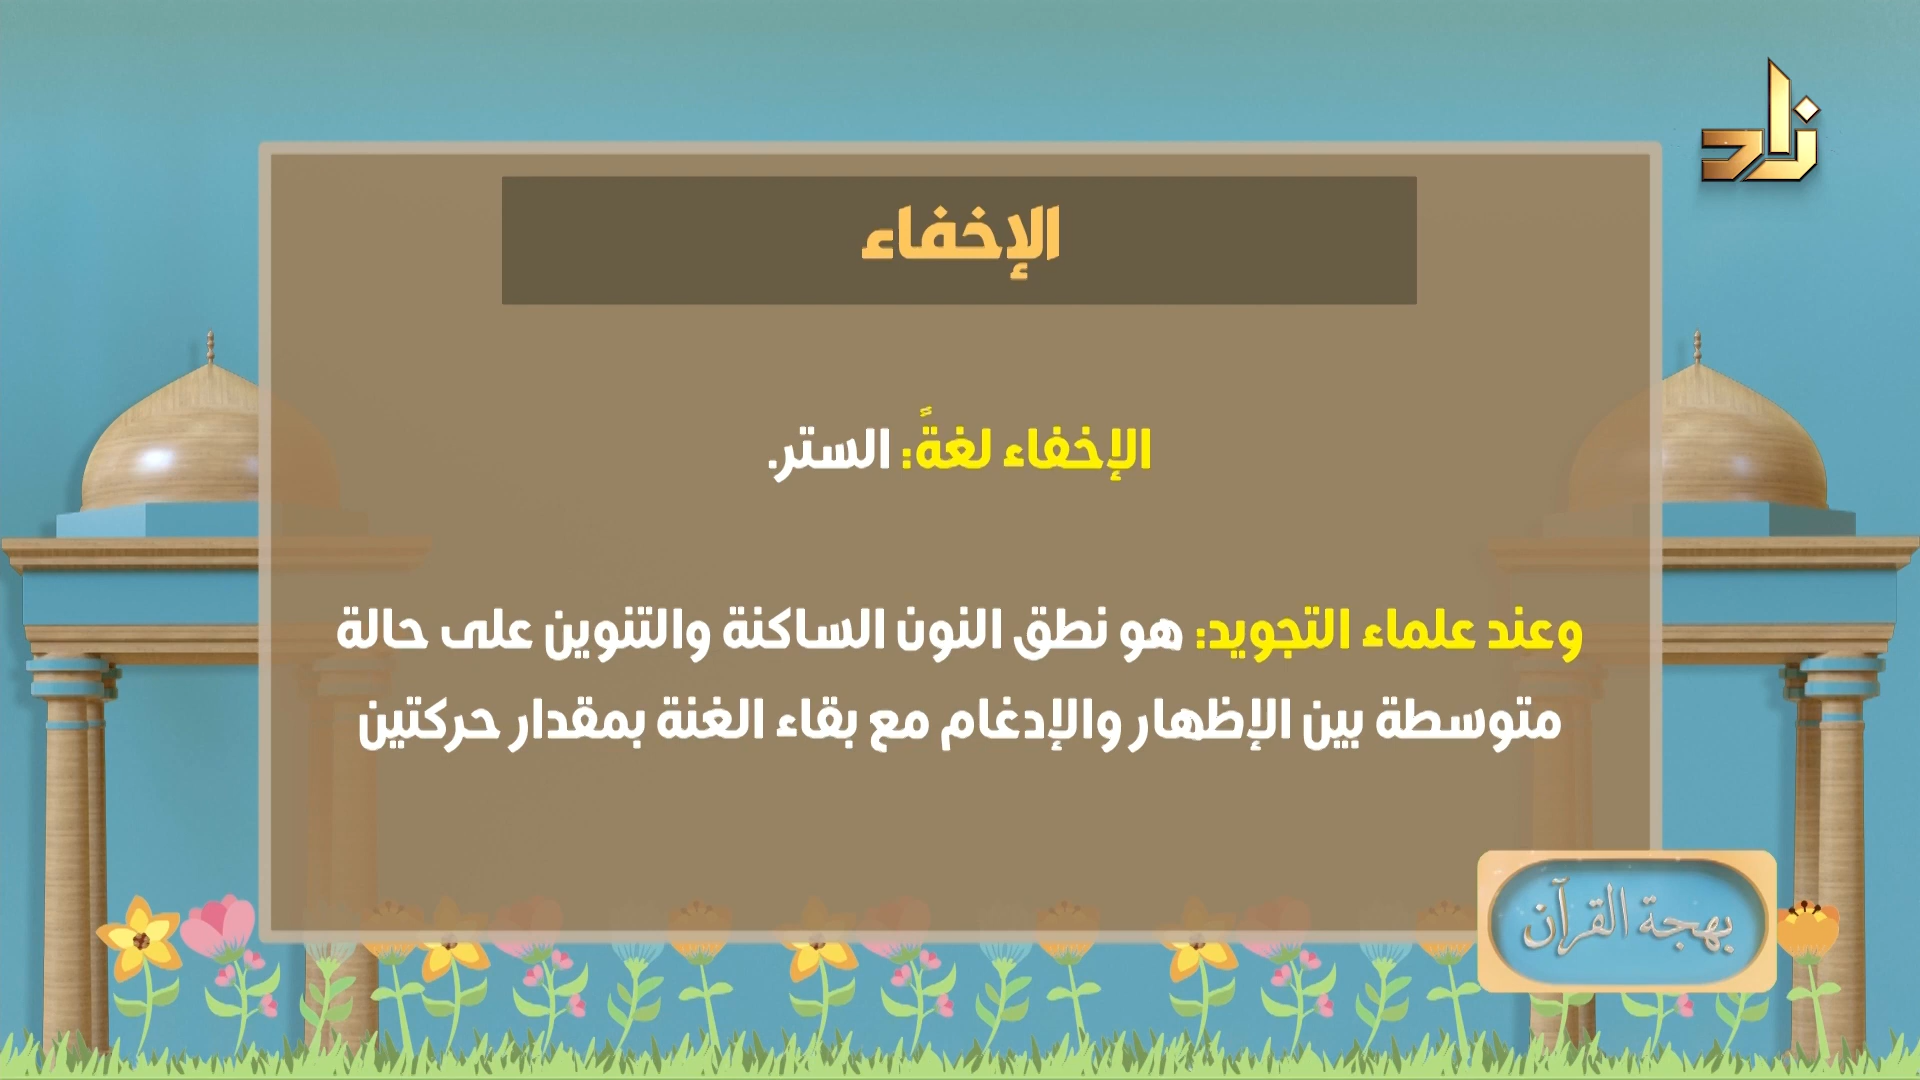 زاد
الإخفاء
الإخفاء لغةً: الستر.
وعند علماء التجويد: هو نطق النون الساكنة والتنوين على حالة
متوسطة بين الإظهار والإدغام مع بقاء الغنة بمقدار حركتين
بهجة القرآن